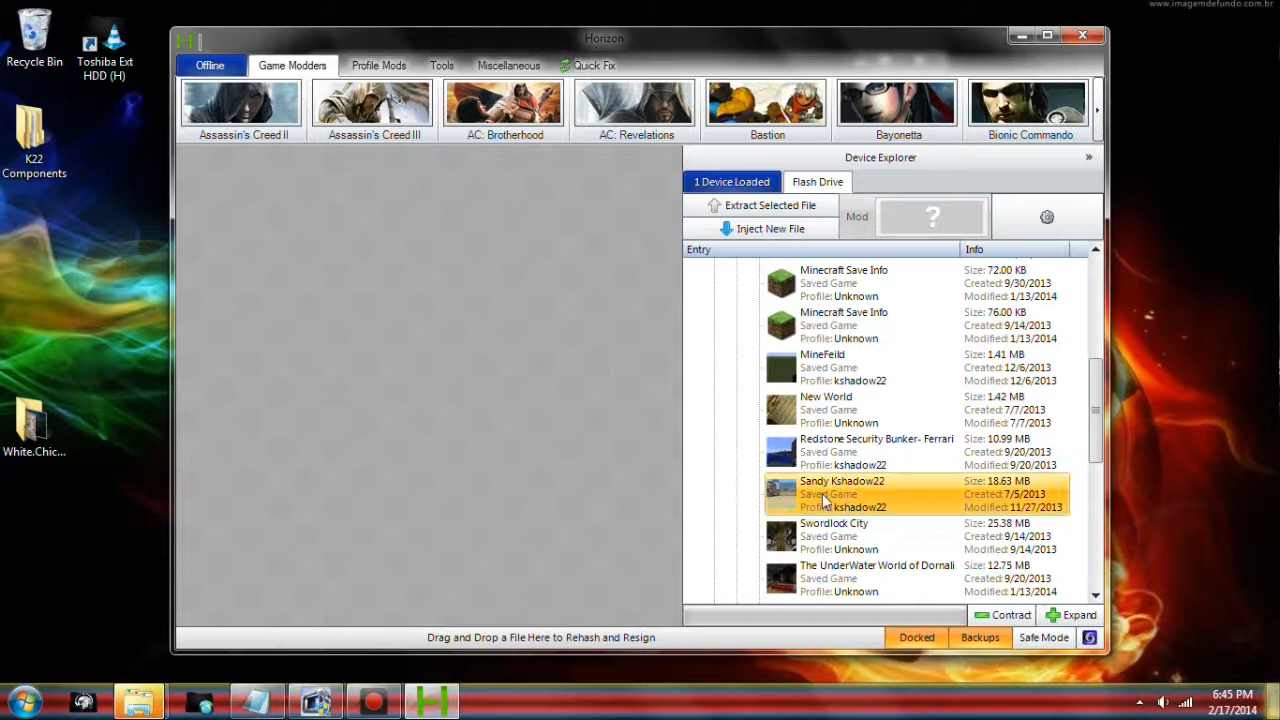 www.imagemdefundo.com.br
Recycle Bin
Toshiba Ext
HDD (H)
K22
Components
White.Chic...
Horizon
Offline
Game Modders
Profile Mods
Tools
Miscellaneous
Quick Fix
Assassin's Creed II
Assassin's Creed III
AC: Brotherhood
AC: Revelations
Bastion
Bayonetta
Bionic Commando
Device Explorer
»
1 Device Loaded
Flash Drive
Extract Selected File
Inject New File
Mod
?
Entry
Info
Minecraft Save Info
Saved Game
Profile: Unknown
Size: 72.00 KB
Created: 9/30/2013
Modified: 1/13/2014
Minecraft Save Info
Saved Game
Profile: Unknown
Size: 76.00 KB
Created: 9/14/2013
Modified: 1/13/2014
MineFeild
Saved Game
Profile: kshadow22
Size: 1.41 MB
Created: 12/6/2013
Modified: 12/6/2013
New World
Saved Game
Profile: Unknown
Size: 1.42 MB
Created: 7/7/2013
Modified: 7/7/2013
Redstone Security Bunker- Ferrari
Saved Game
Profile: kshadow22
Size: 10.99 MB
Created: 9/20/2013
Modified: 9/20/2013
Sandy Kshadow22
Saved Game
Profile: kshadow22
Size: 18.63 MB
Created: 7/5/2013
Modified: 11/27/2013
Swordlock City
Saved Game
Profile: Unknown
Size: 25.38 MB
Created: 9/14/2013
Modified: 9/14/2013
The UnderWater World of Dornali
Saved Game
Profile: Unknown
Size: 12.75 MB
Created: 9/20/2013
Modified: 1/13/2014
Contract
Expand
Drag and Drop a File Here to Rehash and Resign
Docked
Backups
Safe Mode
6:45 PM
2/17/2014